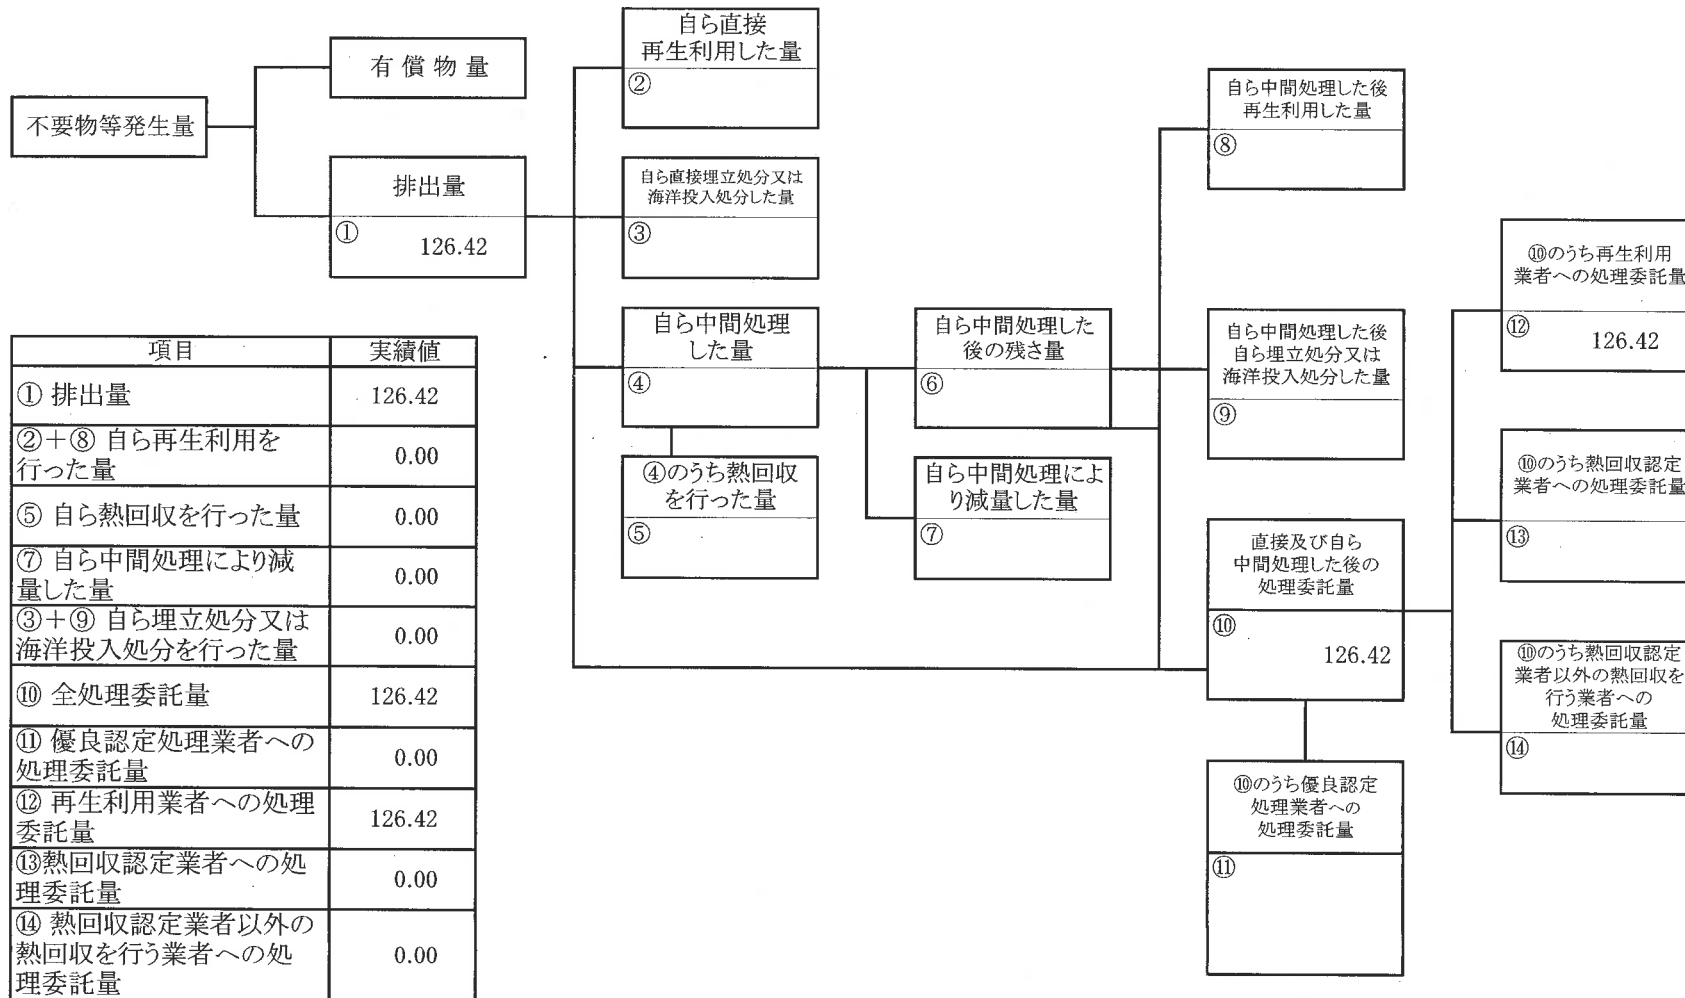 不要物等発生量
有償物量
排出量
①
126.42
自ら直接
再生利用した量
②
自ら直接埋立処分又は
海洋投入処分した量
③
自ら中間処理
した量
④
④のうち熱回収
を行った量
⑤
自ら中間処理した
後の残さ量
⑥
自ら中間処理によ
り減量した量
⑦
自ら中間処理した後
再生利用した量
⑧
自ら中間処理した後
自ら埋立処分又は
海洋投入処分した量
⑨
直接及び自ら
中間処理した後の
処理委託量
⑩
126.42
⑩のうち優良認定
処理業者への
処理委託量
⑪
⑩のうち再生利用
業者への処理委託量
⑫
126.42
⑩のうち熱回収認定
業者への処理委託量
⑬
⑩のうち熱回収認定
業者以外の熱回収を
行う業者への
処理委託量
⑭
項目 実績値
① 排出量 126.42
②+⑧ 自ら再生利用を
行った量 0.00
⑤ 自ら熱回収を行った量 0.00
⑦ 自ら中間処理により減
量した量 0.00
③+⑨ 自ら埋立処分又は
海洋投入処分を行った量 0.00
⑩ 全処理委託量 126.42
⑪ 優良認定処理業者への
処理委託量 0.00
⑫ 再生利用業者への処理
委託量 126.42
⑬熱回収認定業者への処
理委託量 0.00
⑭ 熱回収認定業者以外の
熱回収を行う業者への処
理委託量 0.00